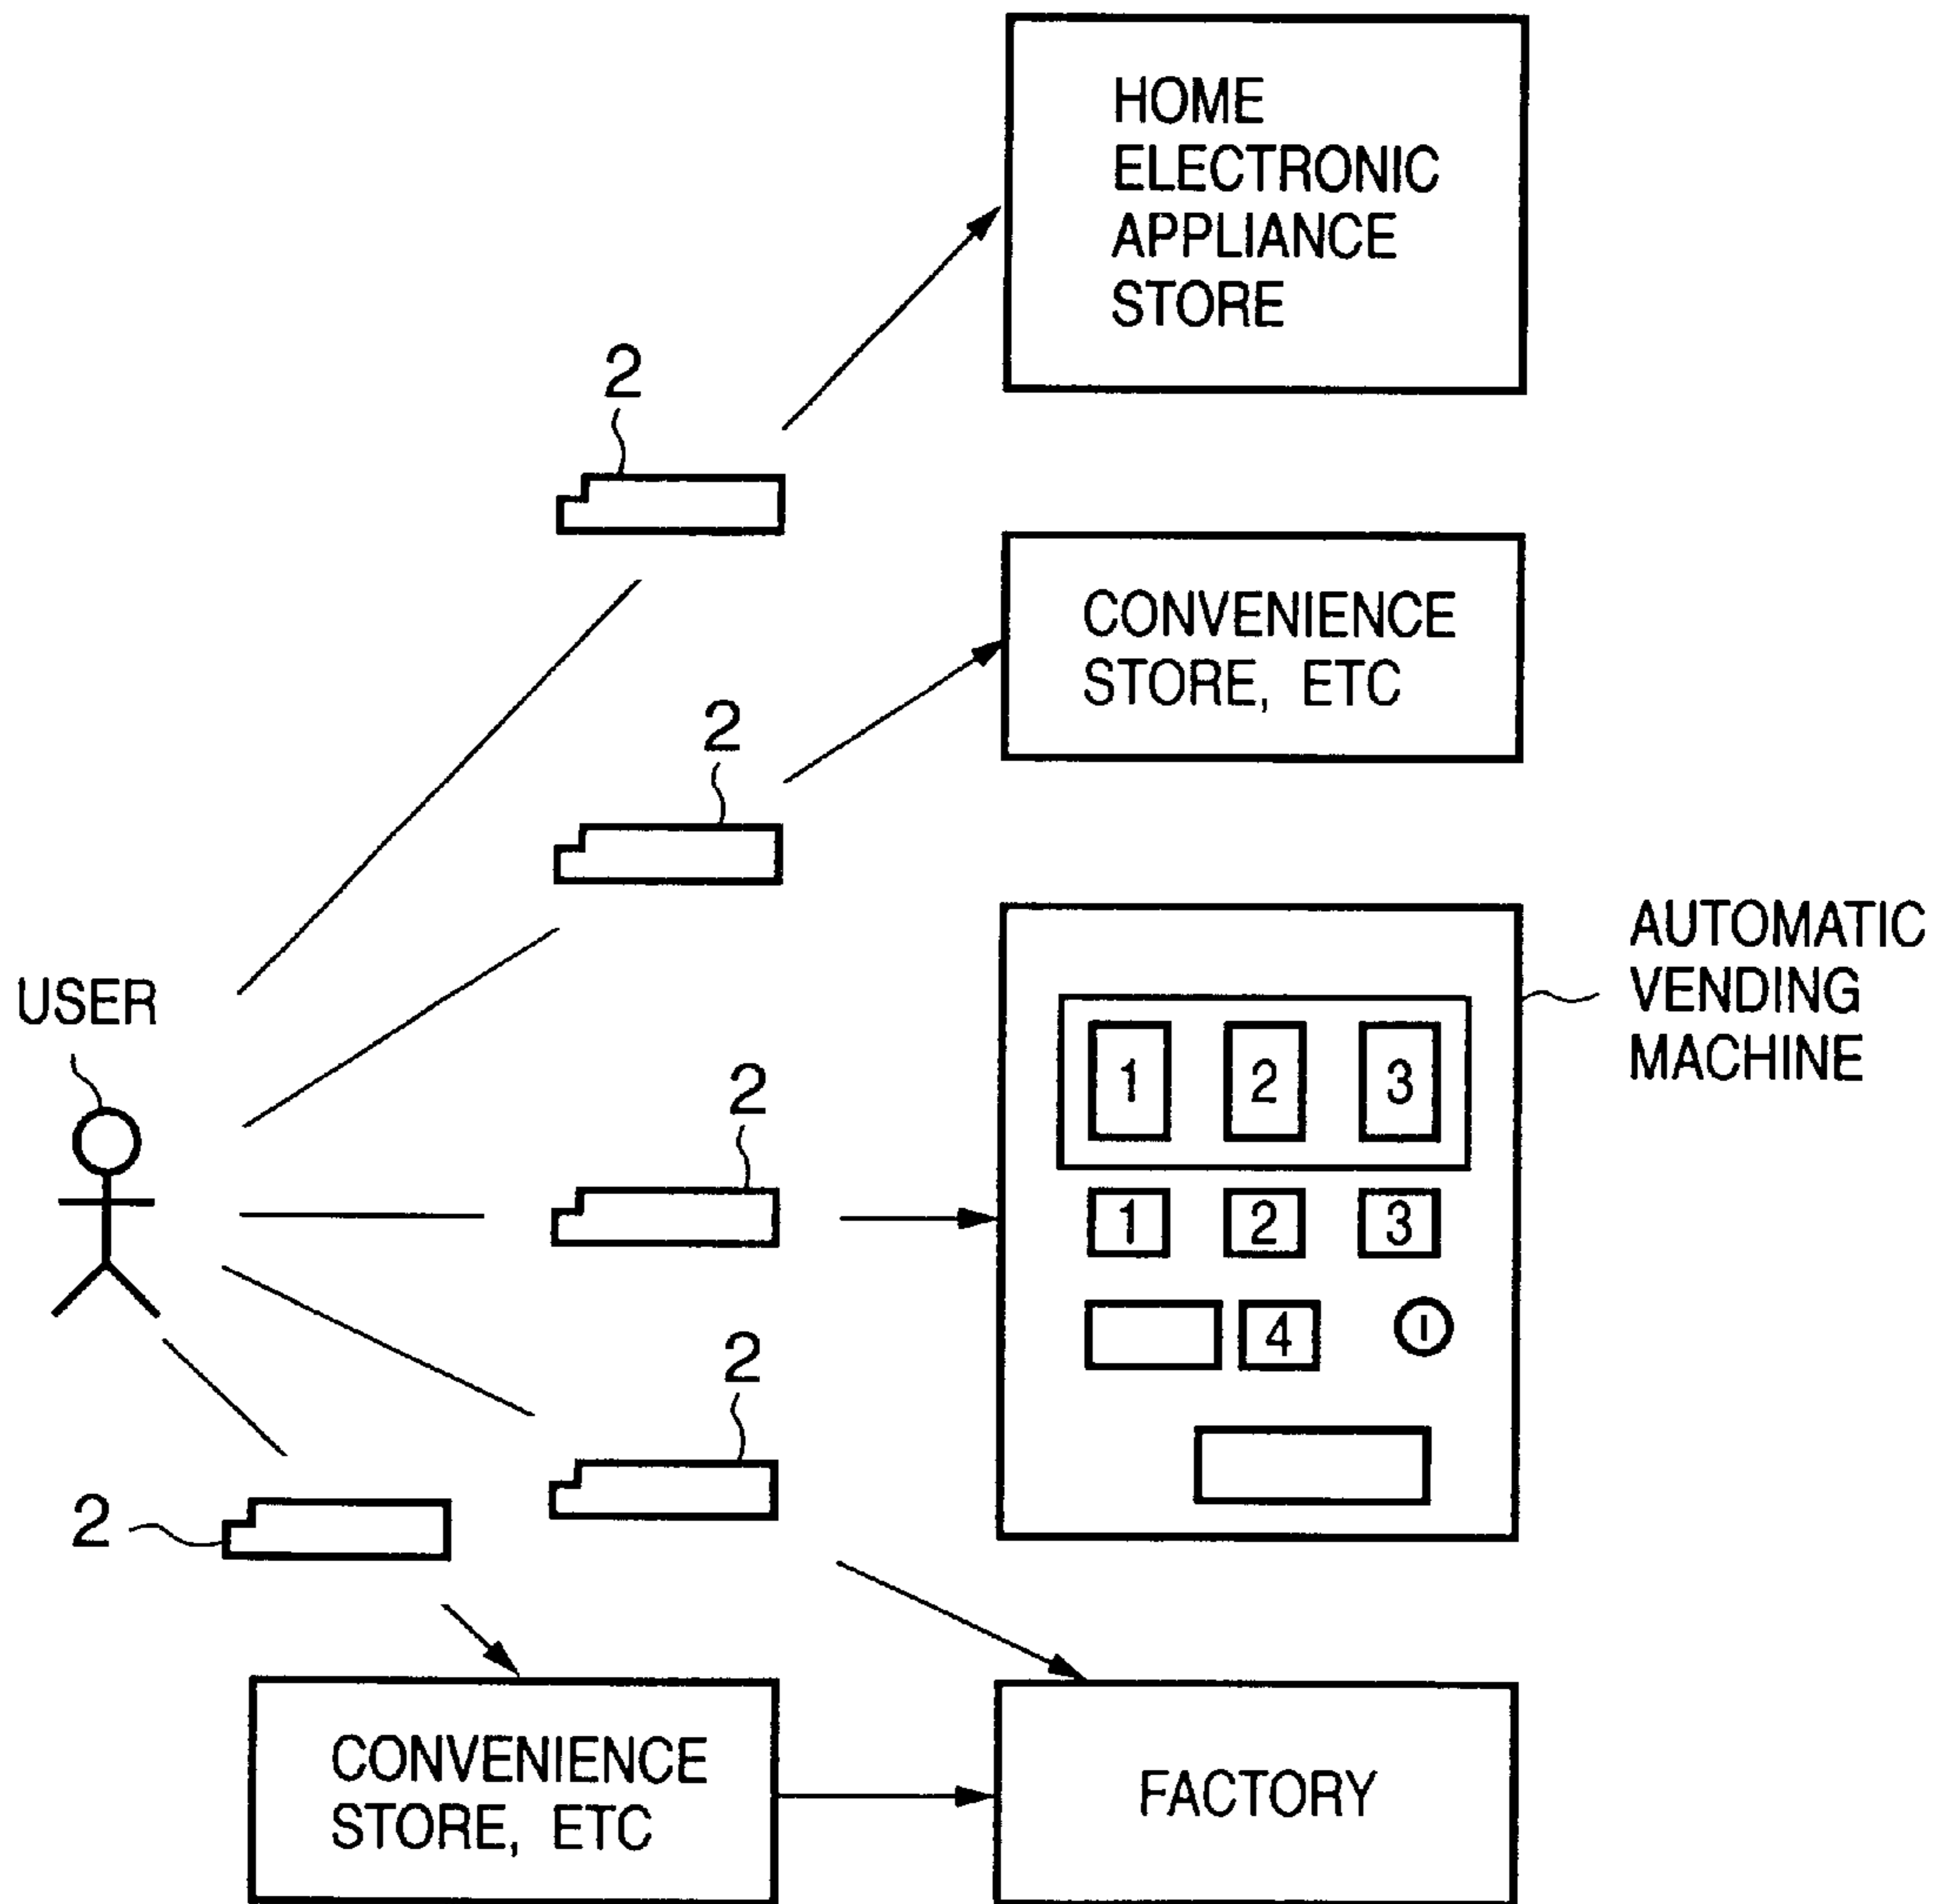 HOME
ELECTRONIC
APPLIANCE
STORE
2
CONVENIENCE
STORE, ETC
2
AUTOMATIC
VENDING
MACHINE
USER
1 2 3
2
1 2 3
4
2
2
CONVENIENCE
STORE, ETC
FACTORY